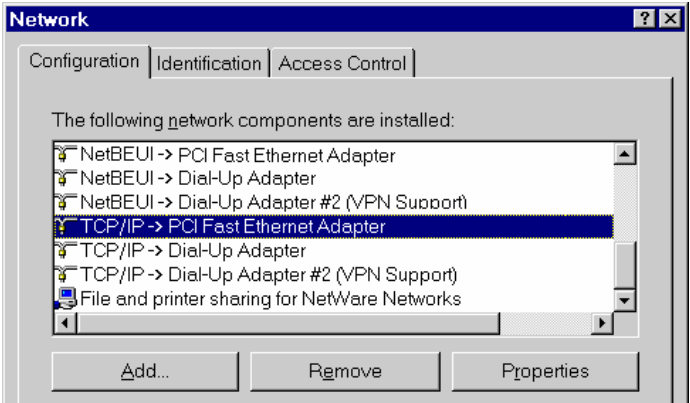 Network
Configuration Identification Access Control
The following network components are installed:
NetBEUI -> PCI Fast Ethernet Adapter
NetBEUI -> Dial-Up Adapter
NetBEUI -> Dial-Up Adapter #2 (VPN Support)
TCP/IP -> PCI Fast Ethernet Adapter
TCP/IP -> Dial-Up Adapter
TCP/IP -> Dial-Up Adapter #2 (VPN Support)
File and printer sharing for NetWare Networks
Add... Remove Properties